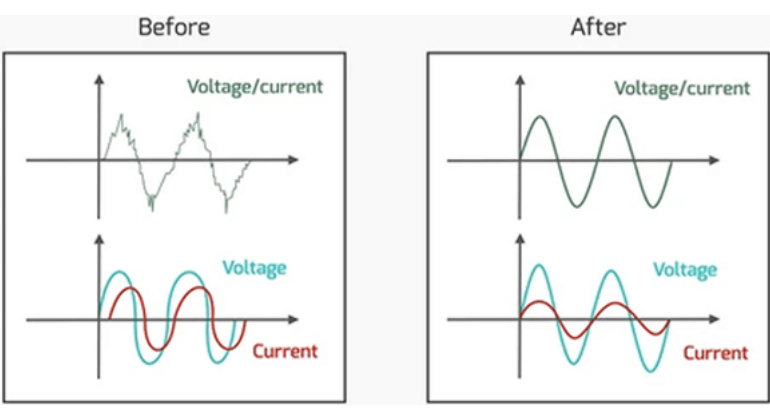 Before
After
Voltage/current
Voltage/current
Voltage
Current
Voltage
Current